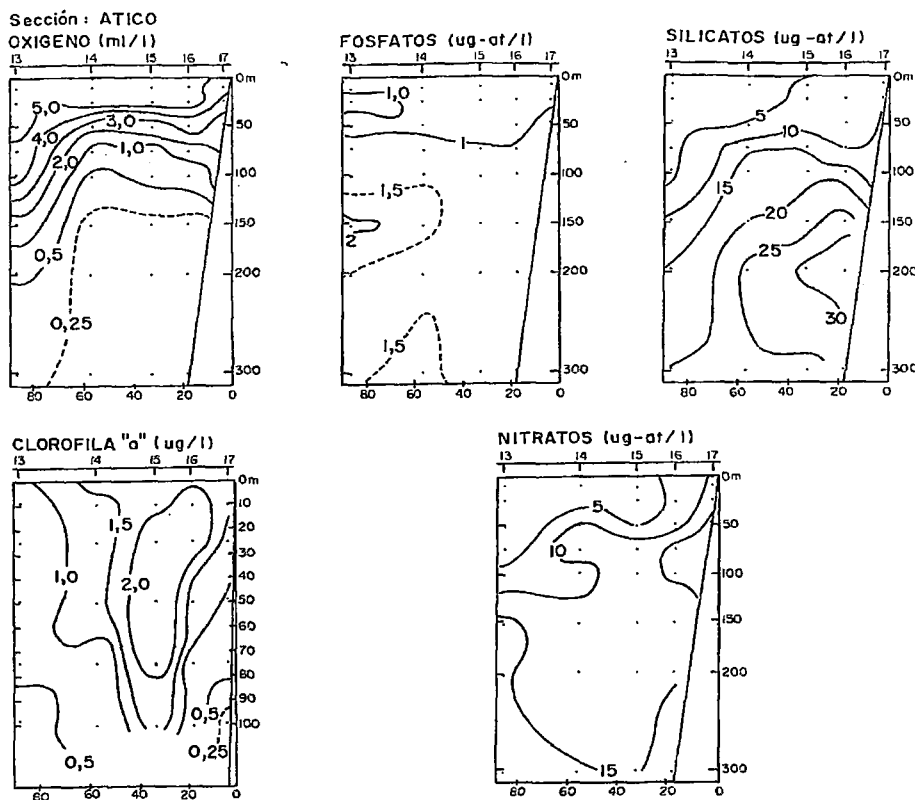 Sección: ATICO
OXIGENO (ml/l)
13 14 15 16 17
0m
50
100
150
200
300
5,0
4,0
3,0
2,0
1,0
0,5
0,25
80 60 40 20 0
FOSFATOS (ug-at/l)
13 14 15 16 17
0m
50
100
150
200
300
1,0
1
1,5
2
1,5
80 60 40 20 0
SILICATOS (ug-at/l)
13 14 15 16 17
0m
50
100
150
200
300
5
10
15
20
25
30
80 60 40 20 0
CLOROFILA "a" (ug/l)
13 14 15 16 17
0m
10
20
30
40
50
60
70
80
90
100
1,5
1,0
2,0
0,5
0,25
0,5
80 60 40 20 0
NITRATOS (ug-at/l)
13 14 15 16 17
0m
50
100
200
300
5
10
15
80 60 40 20 0